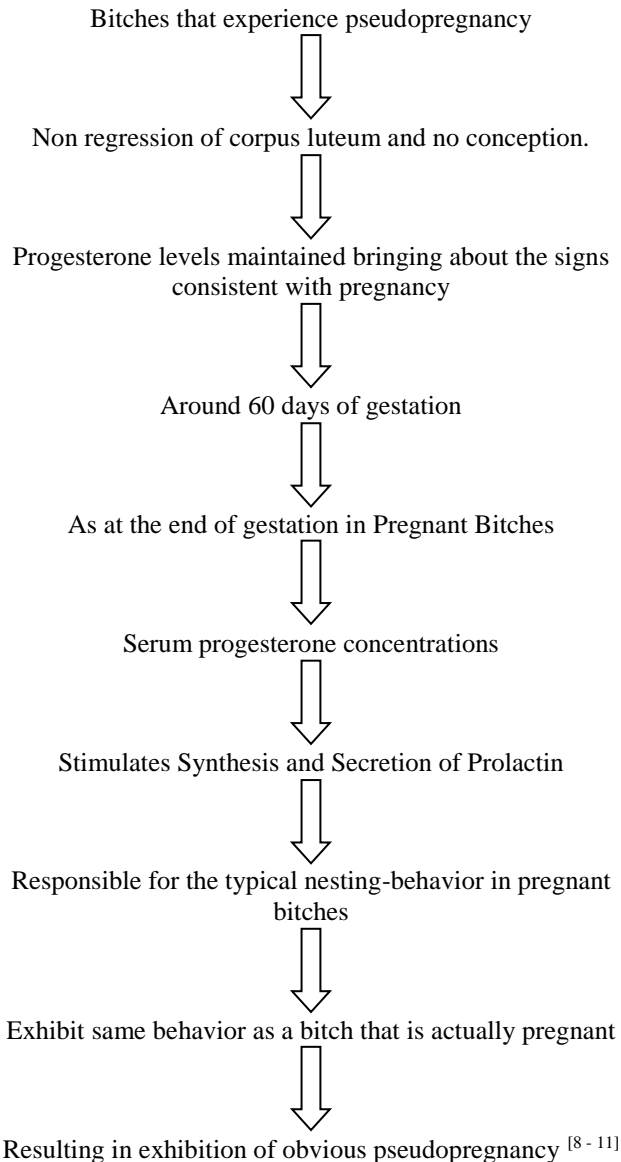 Bitches that experience pseudopregnancy
Non regression of corpus luteum and no conception.
Progesterone levels maintained bringing about the signs
consistent with pregnancy
Around 60 days of gestation
As at the end of gestation in Pregnant Bitches
Serum progesterone concentrations
Stimulates Synthesis and Secretion of Prolactin
Responsible for the typical nesting-behavior in pregnant
bitches
Exhibit same behavior as a bitch that is actually pregnant
Resulting in exhibition of obvious pseudopregnancy [8 - 11]